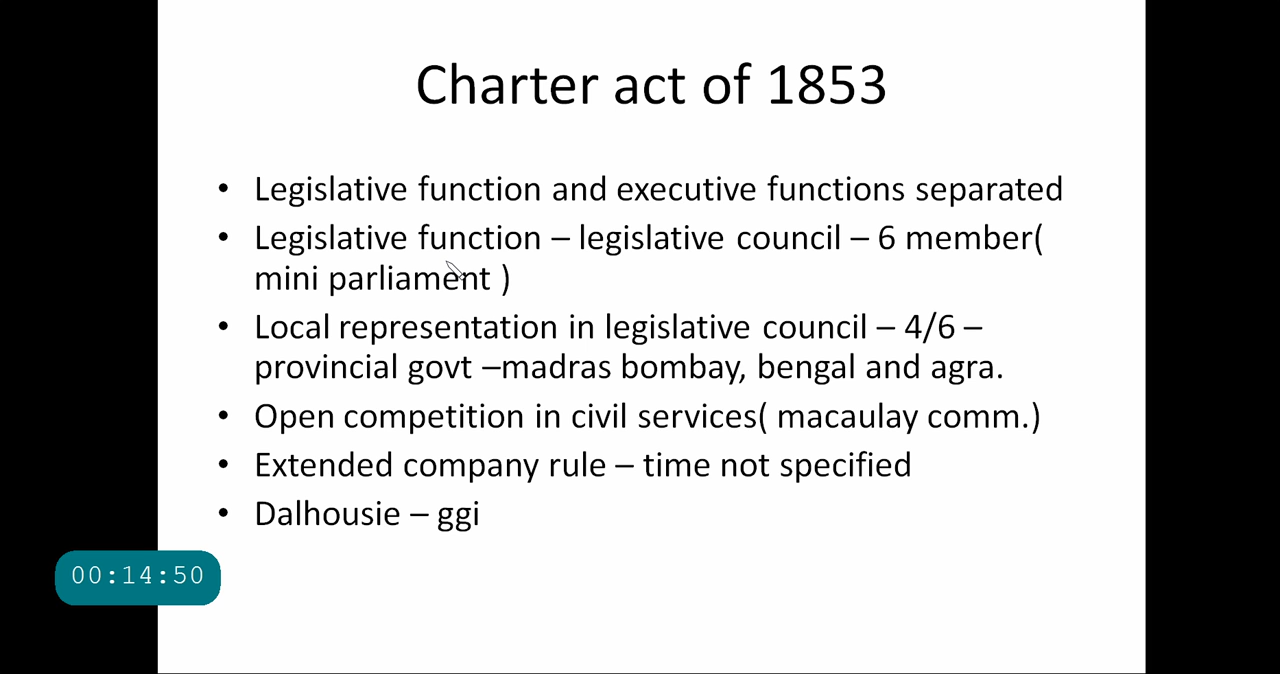 Charter act of 1853
• Legislative function and executive functions separated
• Legislative function – legislative council – 6 member(
mini parliament )
• Local representation in legislative council – 4/6 –
provincial govt –madras bombay, bengal and agra.
• Open competition in civil services( macaulay comm.)
• Extended company rule – time not specified
• Dalhousie – ggi
00:14:50